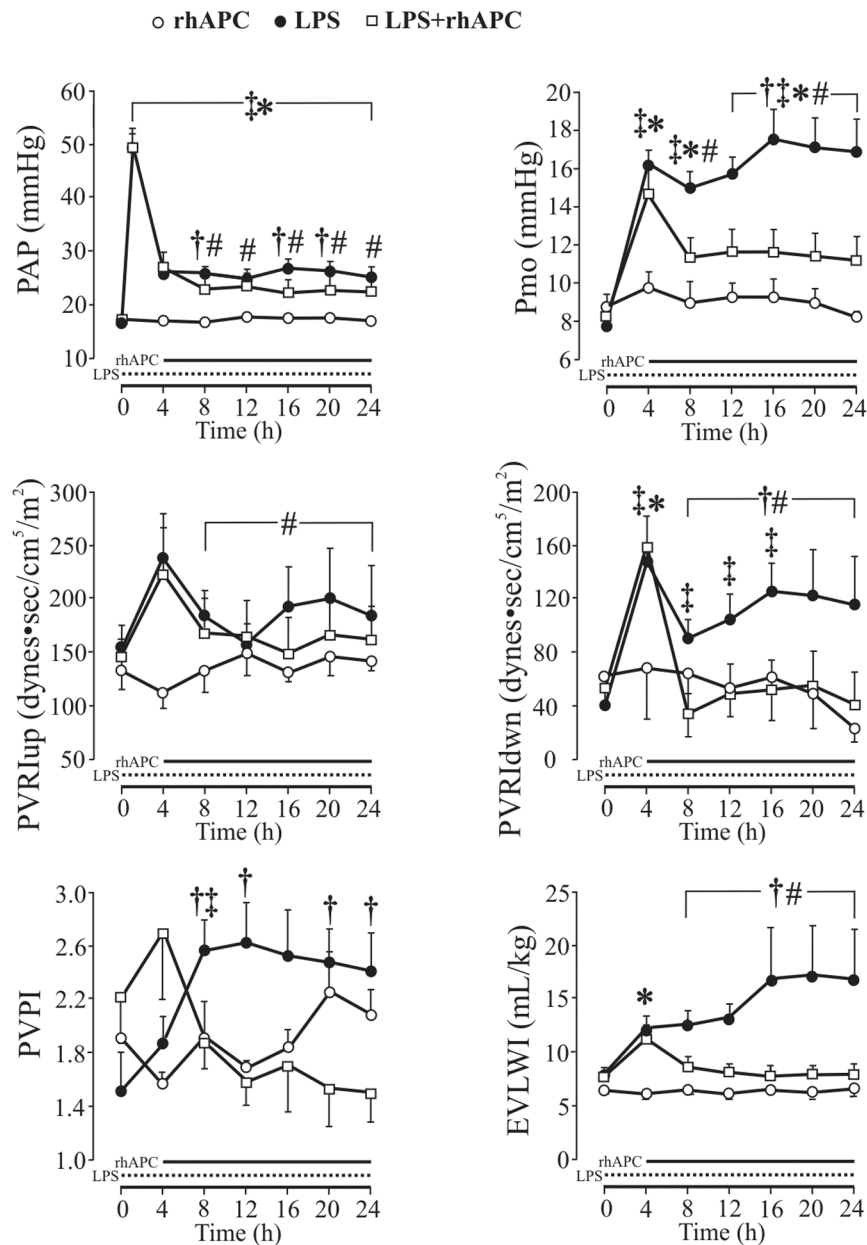 rhAPC LPS LPS+rhAPC
PAP (mmHg)
60
50
40
30
20
10
‡*
†# # †# †# #
rhAPC
LPS
0 4 8 12 16 20 24
Time (h)
Pmo (mmHg)
20
18
16
14
12
10
8
6
‡* ‡*# †‡*#
rhAPC
LPS
0 4 8 12 16 20 24
Time (h)
PVRIup (dynes•sec/cm⁵/m²)
300
250
200
150
100
50
#
rhAPC
LPS
0 4 8 12 16 20 24
Time (h)
PVRIdwn (dynes•sec/cm⁵/m²)
200
160
120
80
40
0
‡* †#
‡ ‡ ‡
rhAPC
LPS
0 4 8 12 16 20 24
Time (h)
PVPI
3.0
2.6
2.2
1.8
1.4
1.0
†‡ † † †
rhAPC
LPS
0 4 8 12 16 20 24
Time (h)
EVLWI (mL/kg)
25
20
15
10
5
0
†#
*
rhAPC
LPS
0 4 8 12 16 20 24
Time (h)